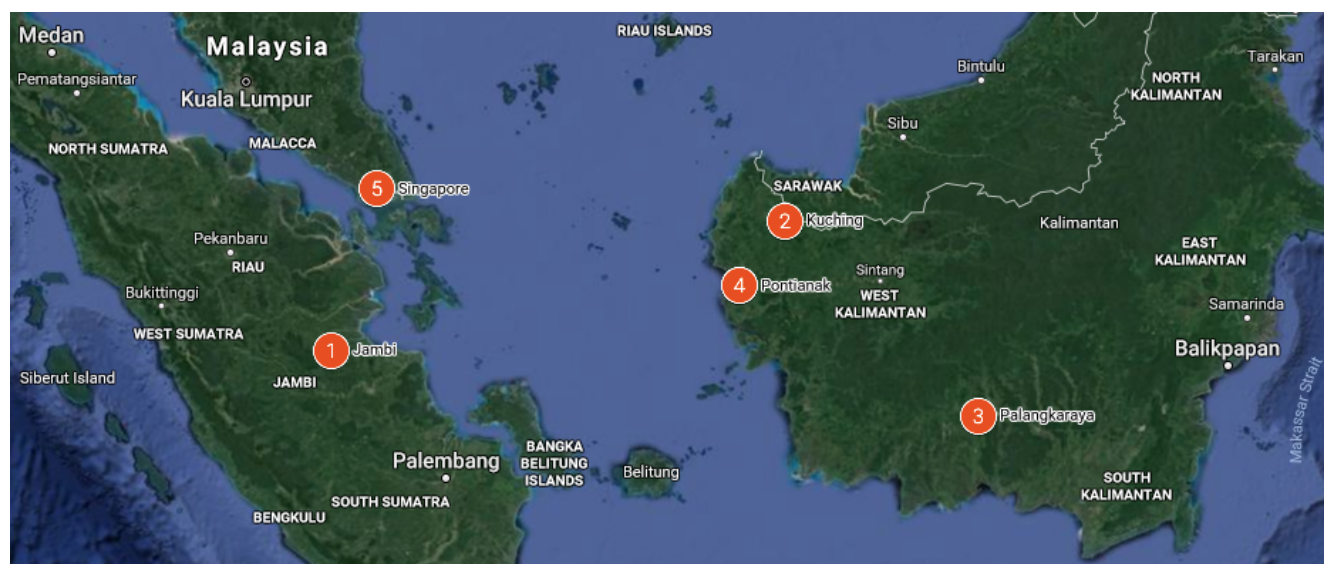 Medan
Malaysia
RIAU ISLANDS
Tarakan
Bintulu
Pematangsiantar
NORTH
KALIMANTAN
Kuala Lumpur
Sibu
NORTH SUMATRA
MALACCA
5
Singapore
SARAWAK
2
Kuching
Kalimantan
Pekanbaru
RIAU
EAST
KALIMANTAN
Sintang
4
Pontianak
Bukittinggi
WEST
KALIMANTAN
Samarinda
WEST SUMATRA
1
Jambi
Balikpapan
Siberut Island
JAMBI
Makassar Strait
3
Palangkaraya
BANGKA
BELITUNG
ISLANDS
Palembang
Belitung
SOUTH
KALIMANTAN
SOUTH SUMATRA
BENGKULU